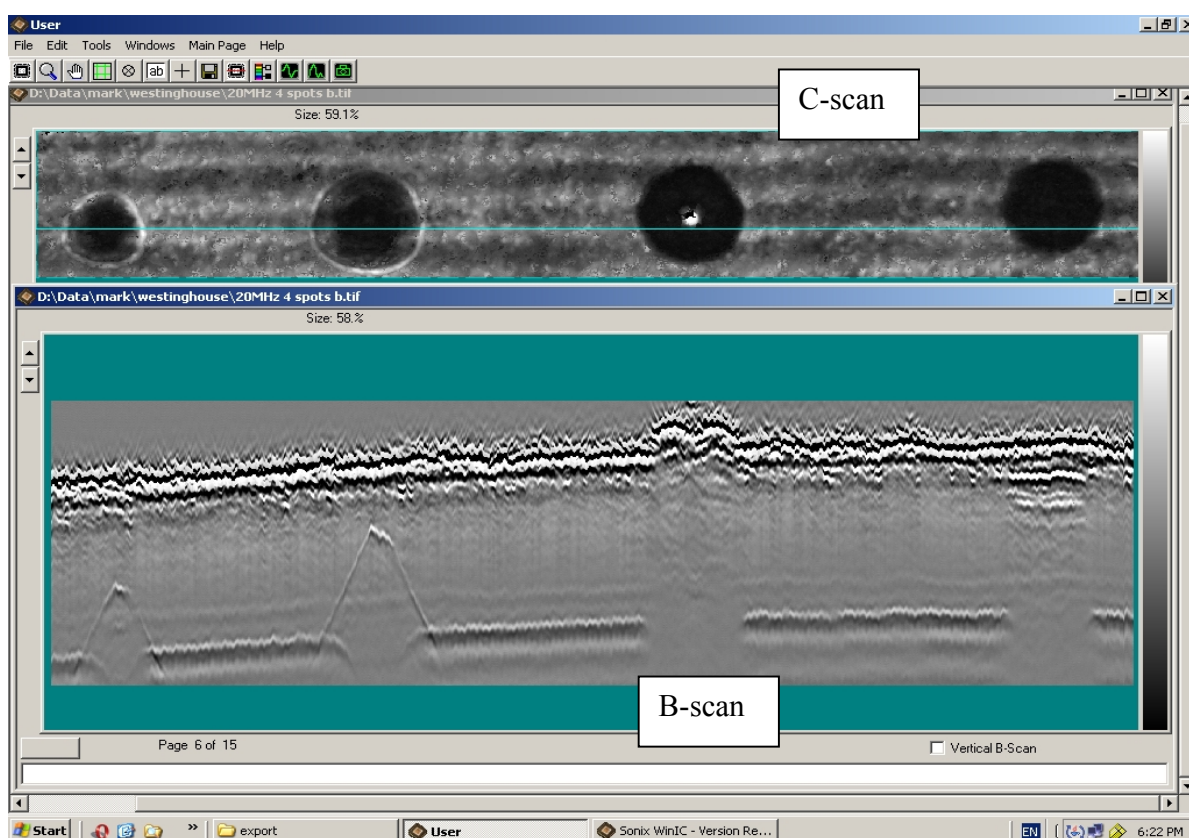 User
File Edit Tools Windows Main Page Help
ab
D:\Data\mark\westinghouse\20MHz 4 spots b.tif
C-scan
Size: 59.1%
D:\Data\mark\westinghouse\20MHz 4 spots b.tif
Size: 58.%
B-scan
Page 6 of 15
Vertical B-Scan
Start
»
export
User
Sonix WinIC - Version Re...
EN
6:22 PM